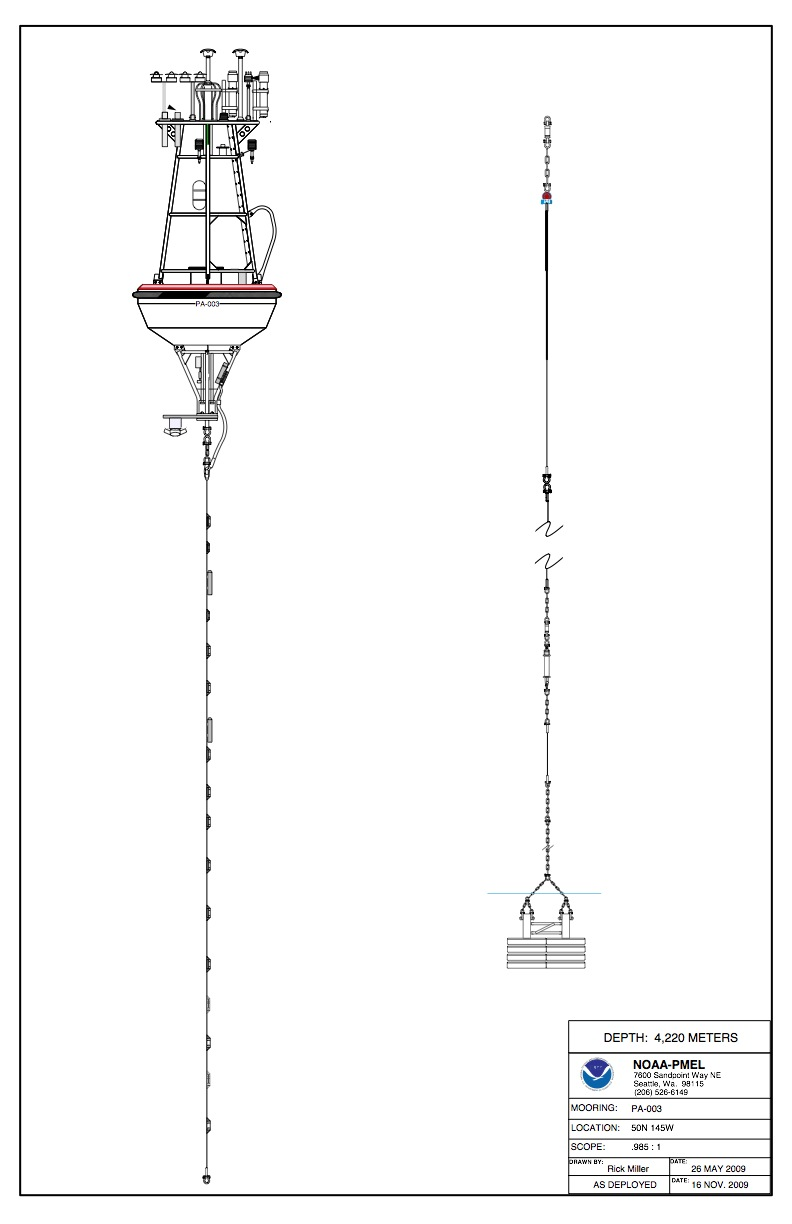 PA-003
DEPTH: 4,220 METERS
NOAA-PMEL
7600 Sandpoint Way NE
Seattle, Wa. 98115
(206) 526-6149
MOORING: PA-003
LOCATION: 50N 145W
SCOPE: .985 : 1
DRAWN BY: Rick Miller DATE: 26 MAY 2009
AS DEPLOYED DATE: 16 NOV. 2009